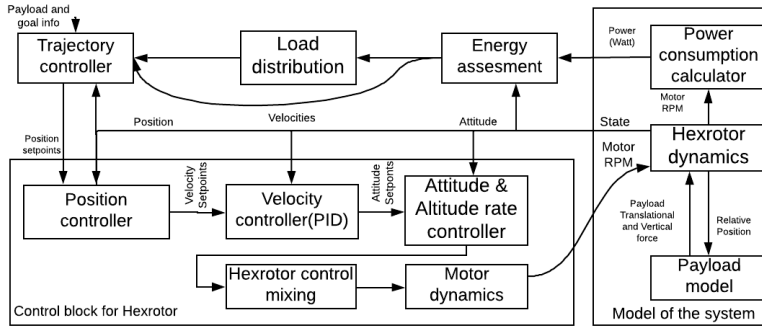 Payload and
goal info
Trajectory
controller
Load
distribution
Energy
assesment
Power
(Watt)
Power
consumption
calculator
Motor
RPM
Position
Velocities
Attitude
State
Hexrotor
dynamics
Motor
RPM
Position
setpoints
Position
controller
Velocity
Setpoints
Velocity
controller(PID)
Attitude
Setponts
Attitude &
Altitude rate
controller
Payload
Translational
and Vertical
force
Relative
Position
Payload
model
Hexrotor control
mixing
Motor
dynamics
Control block for Hexrotor
Model of the system